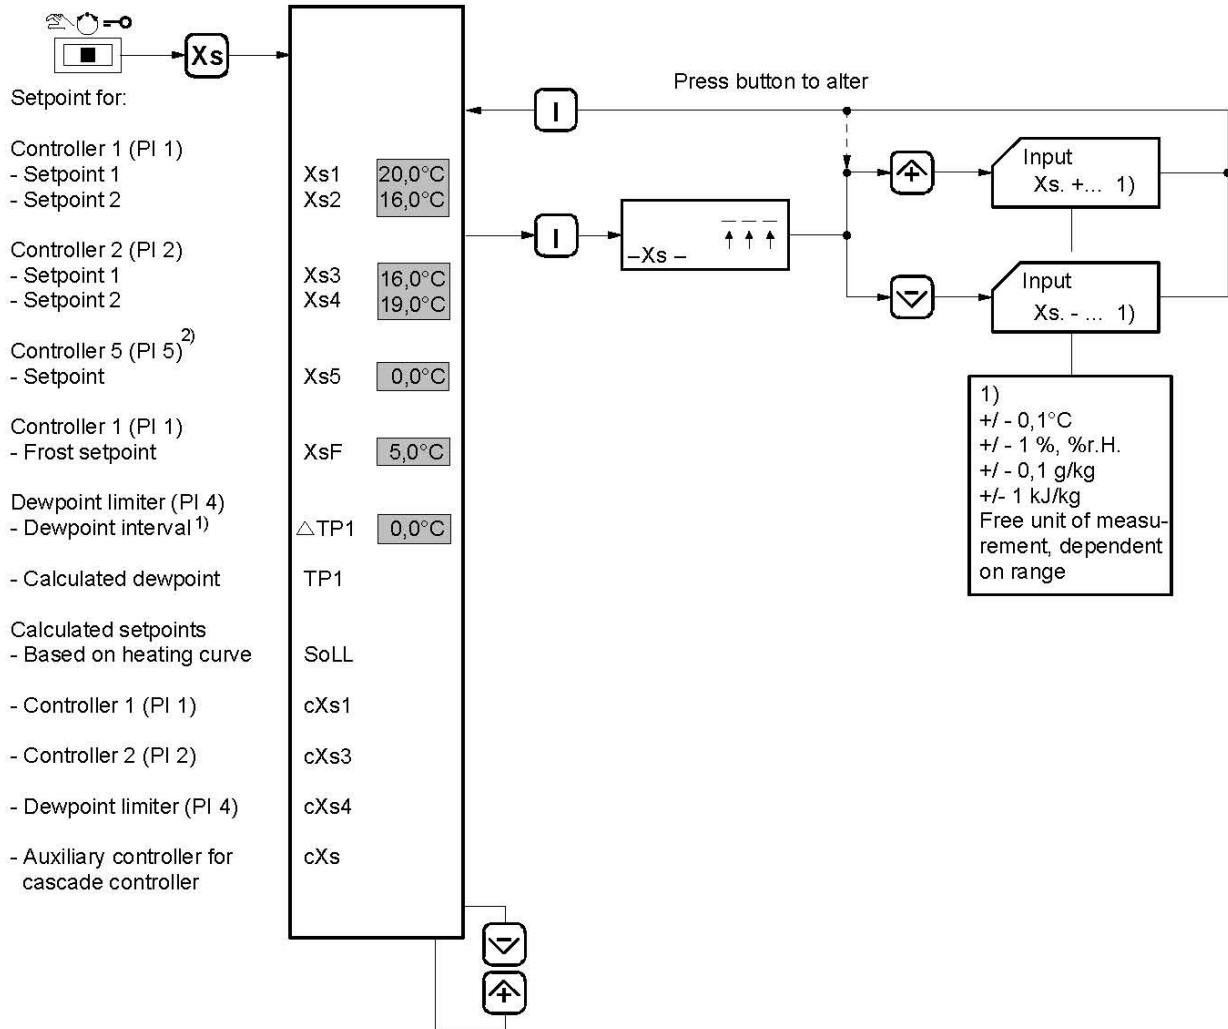 Xs
Press button to alter
Setpoint for:
I
Controller 1 (PI 1)
- Setpoint 1 Xs1 20,0°C
- Setpoint 2 Xs2 16,0°C
+
Input
Xs. +... 1)
I
–Xs –
Controller 2 (PI 2)
- Setpoint 1 Xs3 16,0°C
- Setpoint 2 Xs4 19,0°C
-
Input
Xs. - ... 1)
Controller 5 (PI 5) 2)
- Setpoint Xs5 0,0°C
Controller 1 (PI 1)
- Frost setpoint XsF 5,0°C
Dewpoint limiter (PI 4)
- Dewpoint interval 1) △TP1 0,0°C
- Calculated dewpoint TP1
1)
+/ - 0,1°C
+/ - 1 %, %r.H.
+/ - 0,1 g/kg
+/- 1 kJ/kg
Free unit of measu-
rement, dependent
on range
Calculated setpoints
- Based on heating curve SoLL
- Controller 1 (PI 1) cXs1
- Controller 2 (PI 2) cXs3
- Dewpoint limiter (PI 4) cXs4
- Auxiliary controller for cXs
cascade controller
-
+